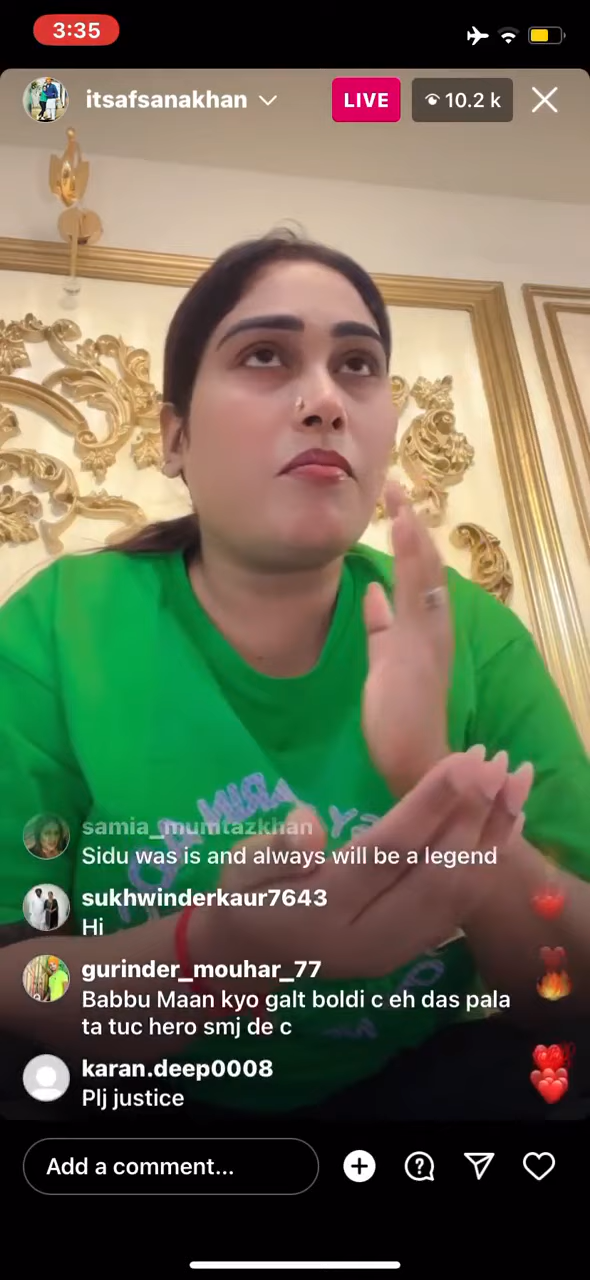 3:35
itsafsanakhan
LIVE
10.2 k
samia_mumtazkhan
Sidu was is and always will be a legend
sukhwinderkaur7643
Hi
gurinder_mouhar_77
Babbu Maan kyo galt boldi c eh das pala
ta tuc hero smj de c
karan.deep0008
Plj justice
Add a comment...